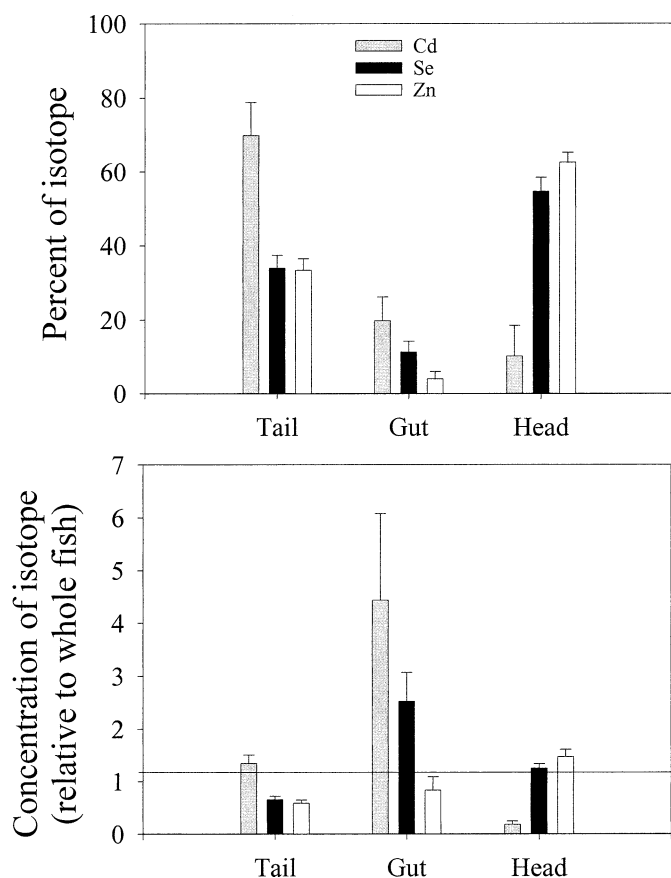 100
80
60
40
20
0
Percent of isotope
Cd
Se
Zn
Tail Gut Head
7
6
5
4
3
2
1
0
Concentration of isotope
(relative to whole fish)
Tail Gut Head